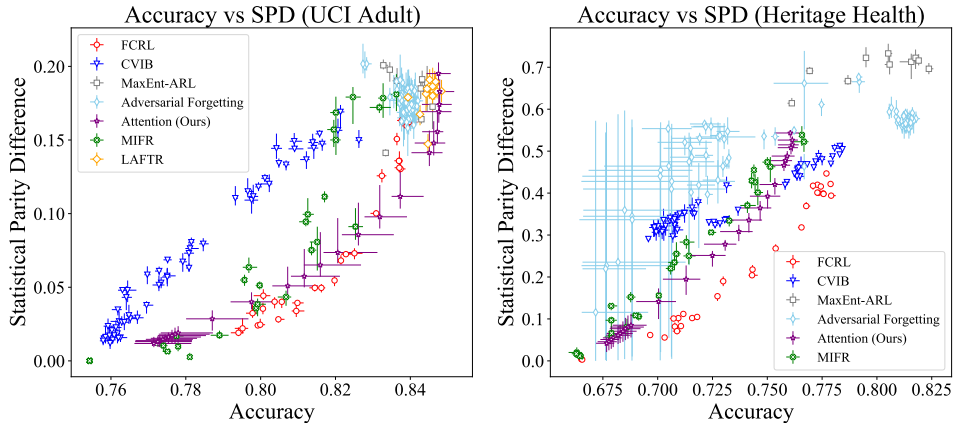 Accuracy vs SPD (UCI Adult)
Statistical Parity Difference
0.20
0.15
0.10
0.05
0.00
FCRL
CVIB
MaxEnt-ARL
Adversarial Forgetting
Attention (Ours)
MIFR
LAFTR
0.76
0.78
0.80
0.82
0.84
Accuracy
Accuracy vs SPD (Heritage Health)
Statistical Parity Difference
0.7
0.6
0.5
0.4
0.3
0.2
0.1
0.0
FCRL
CVIB
MaxEnt-ARL
Adversarial Forgetting
Attention (Ours)
MIFR
0.675
0.700
0.725
0.750
0.775
0.800
0.825
Accuracy